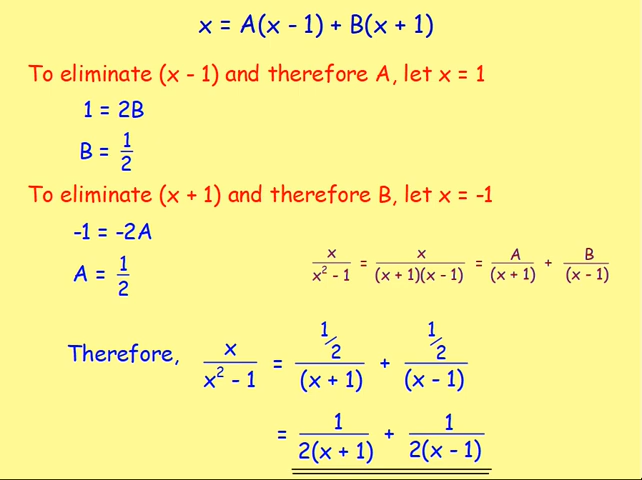 x = A(x - 1) + B(x + 1)
To eliminate (x - 1) and therefore A, let x = 1
1 = 2B
B = 1/2
To eliminate (x + 1) and therefore B, let x = -1
-1 = -2A
A = 1/2
x/(x² - 1) = x/((x + 1)(x - 1)) = A/(x + 1) + B/(x - 1)
Therefore, x/(x² - 1) = (1/2)/(x + 1) + (1/2)/(x - 1)
= 1/(2(x + 1)) + 1/(2(x - 1))